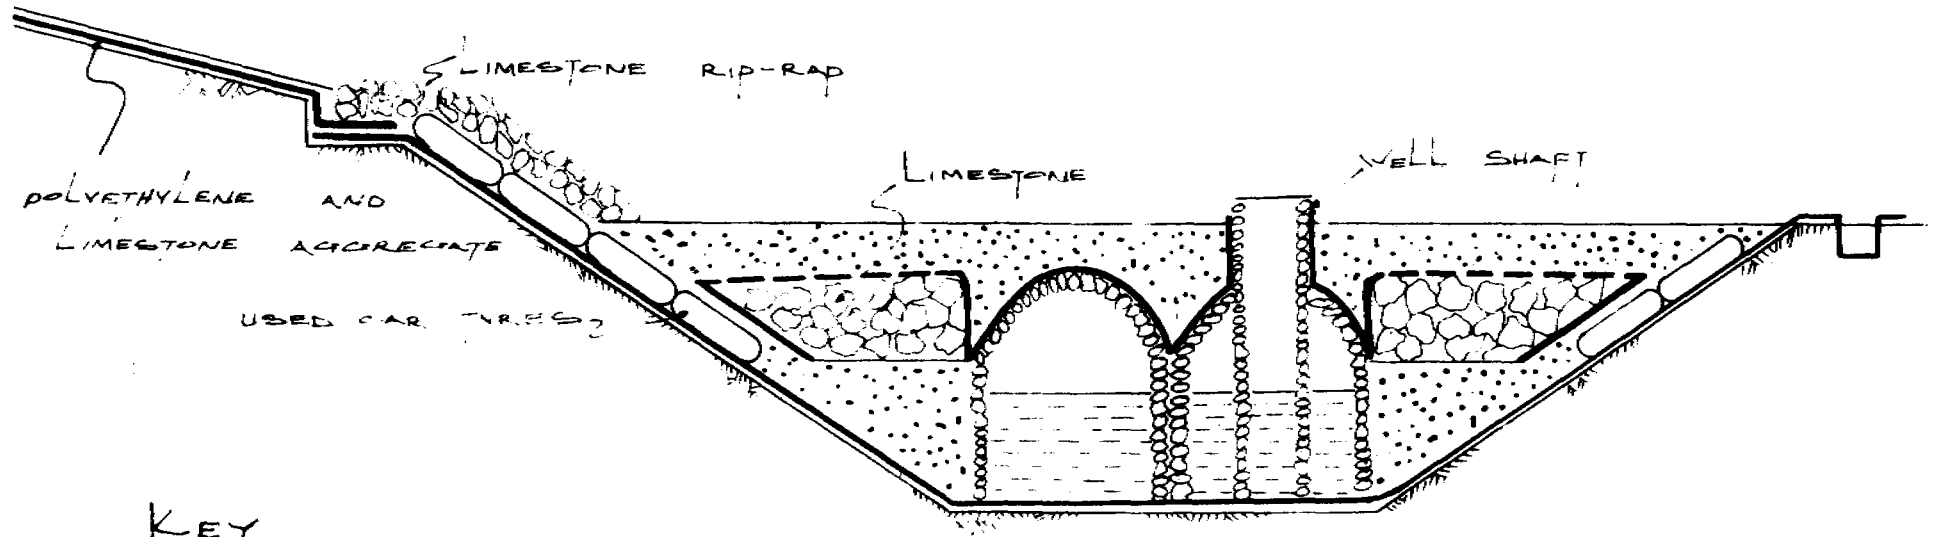 LIMESTONE RIP-RAP
LIMESTONE
WELL SHAFT
POLYETHYLENE AND
LIMESTONE AGGREGATE
USED CAR TYRES
KEY